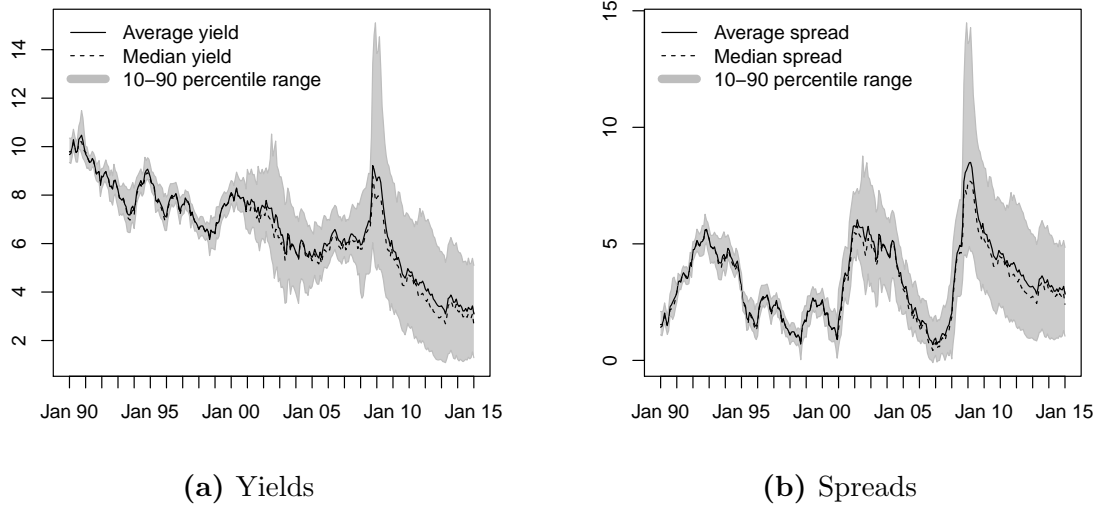 Average yield
Median yield
10−90 percentile range
14
12
10
8
6
4
2
Jan 90 Jan 95 Jan 00 Jan 05 Jan 10 Jan 15
(a) Yields
Average spread
Median spread
10−90 percentile range
15
10
5
0
Jan 90 Jan 95 Jan 00 Jan 05 Jan 10 Jan 15
(b) Spreads